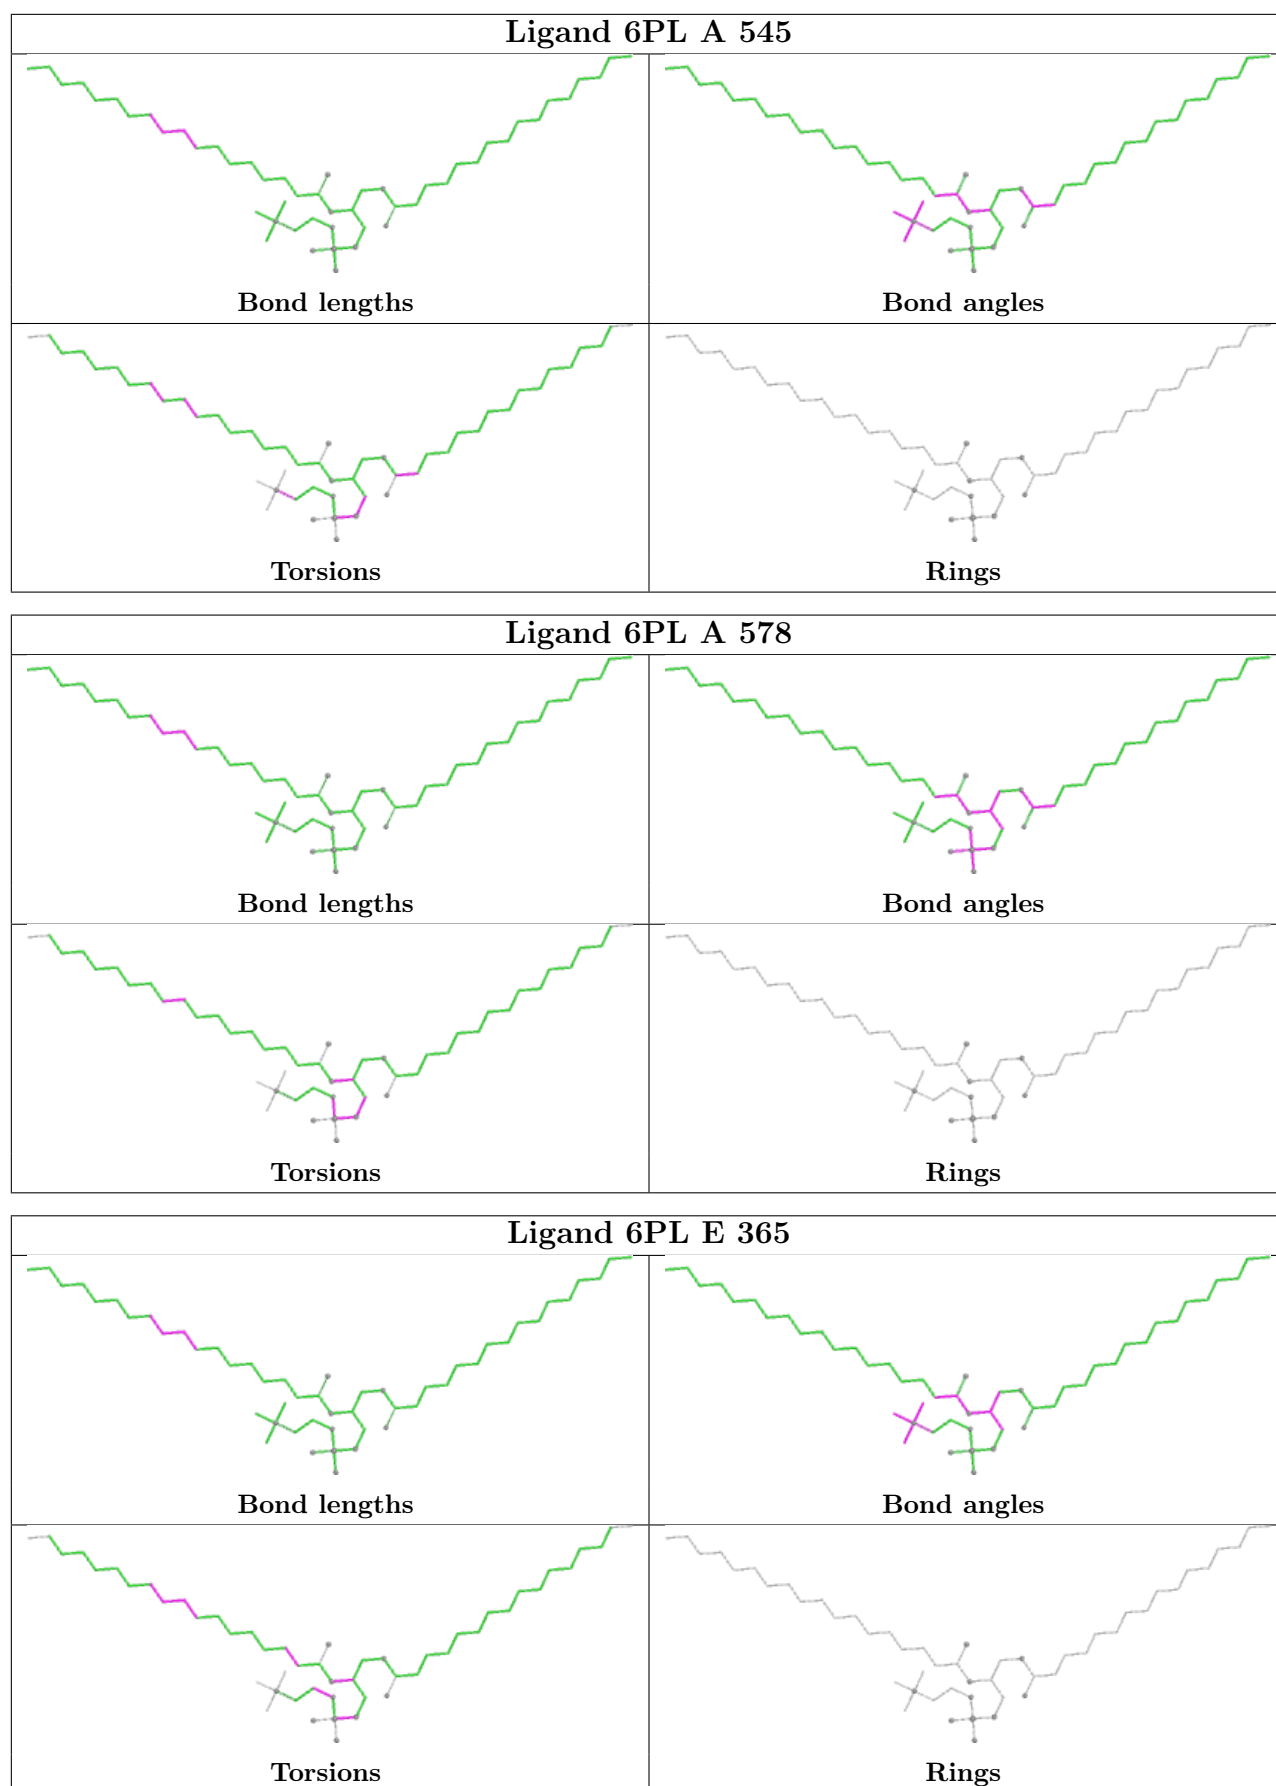 Ligand 6PL A 545
Bond lengths
Bond angles
Torsions
Rings
Ligand 6PL A 578
Bond lengths
Bond angles
Torsions
Rings
Ligand 6PL E 365
Bond lengths
Bond angles
Torsions
Rings